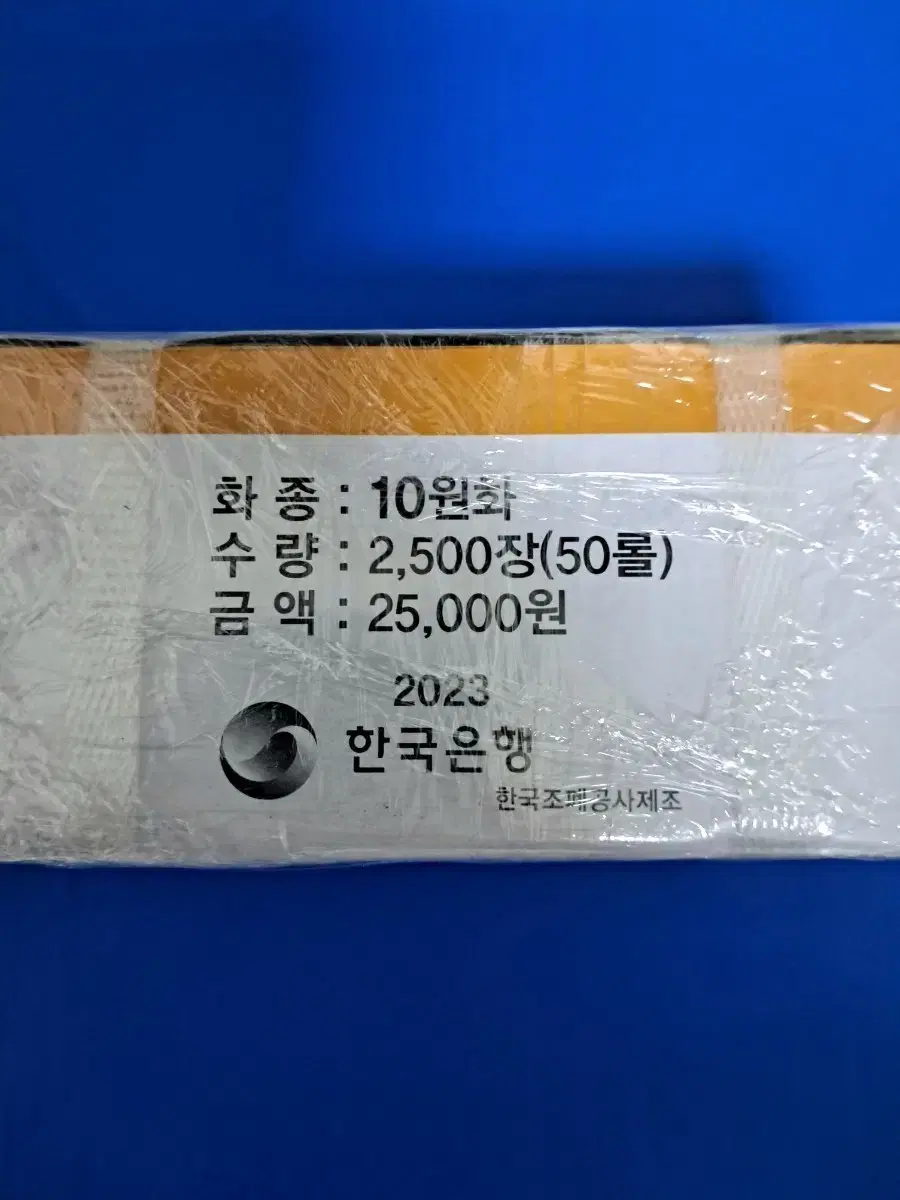 화 종 : 10원화
수 량 : 2,500장(50롤)
금 액 : 25,000원
2023
한국은행
한국조폐공사제조